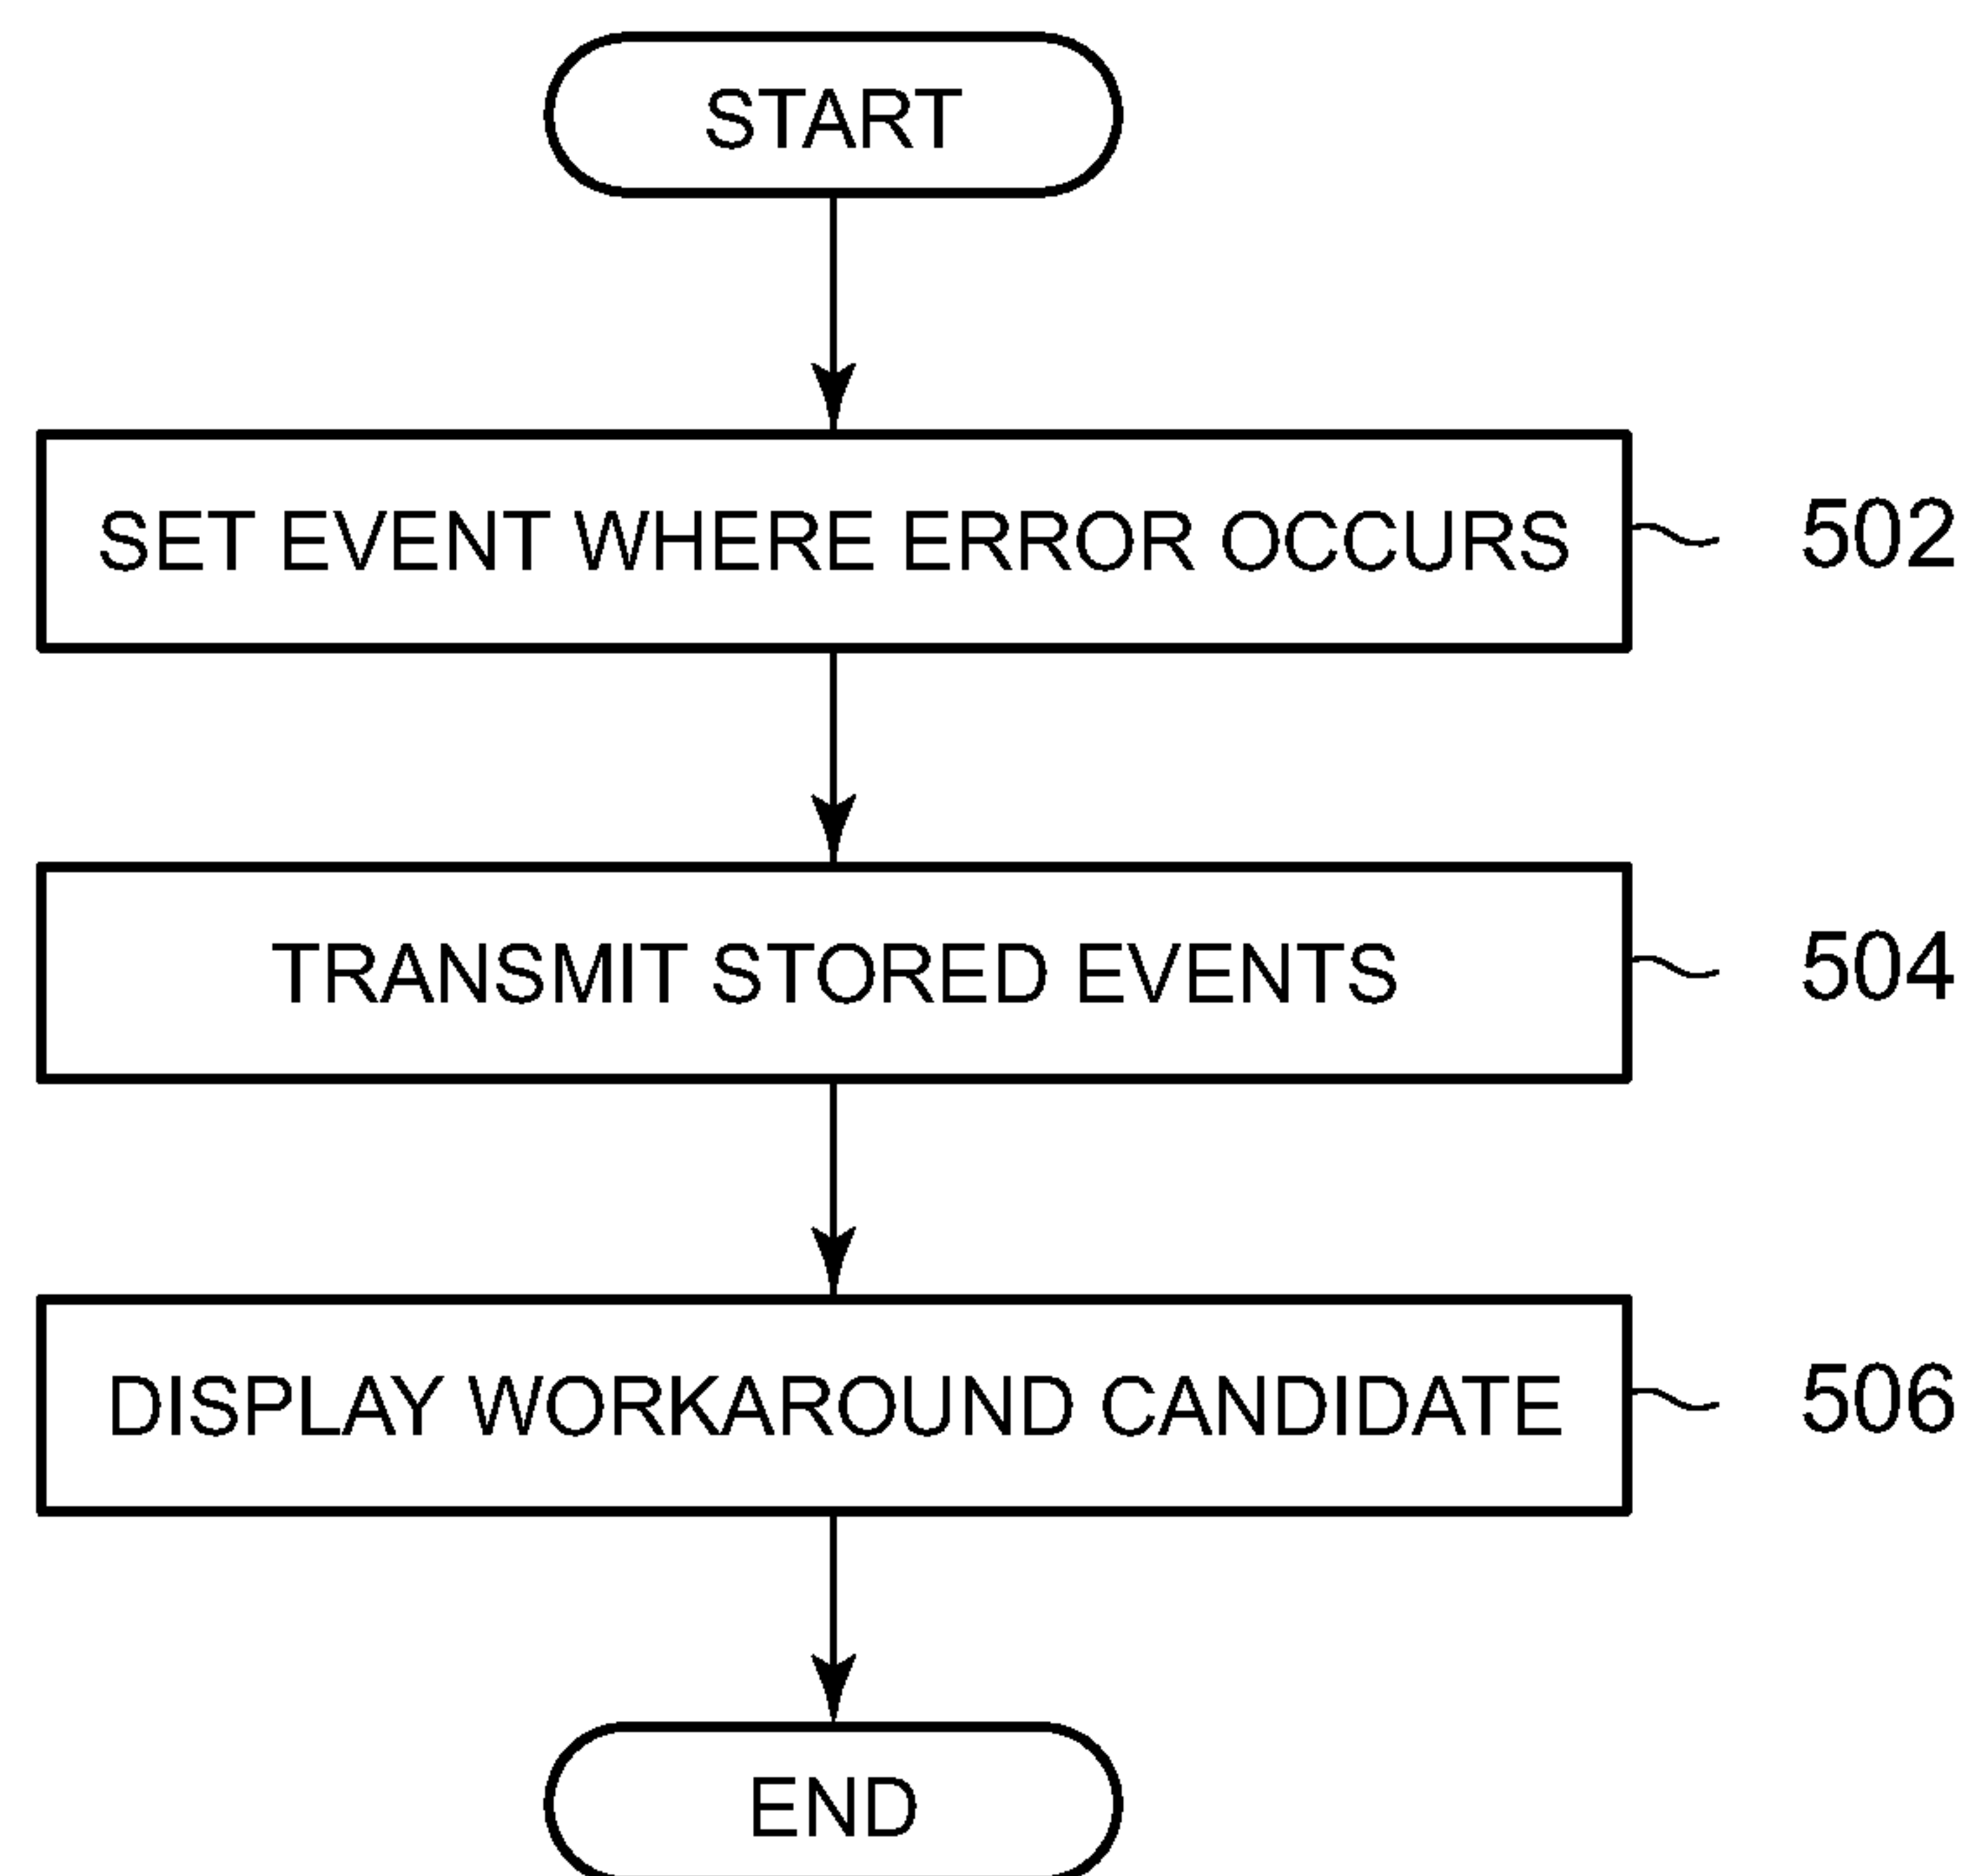 START
SET EVENT WHERE ERROR OCCURS
502
TRANSMIT STORED EVENTS
504
DISPLAY WORKAROUND CANDIDATE
506
END